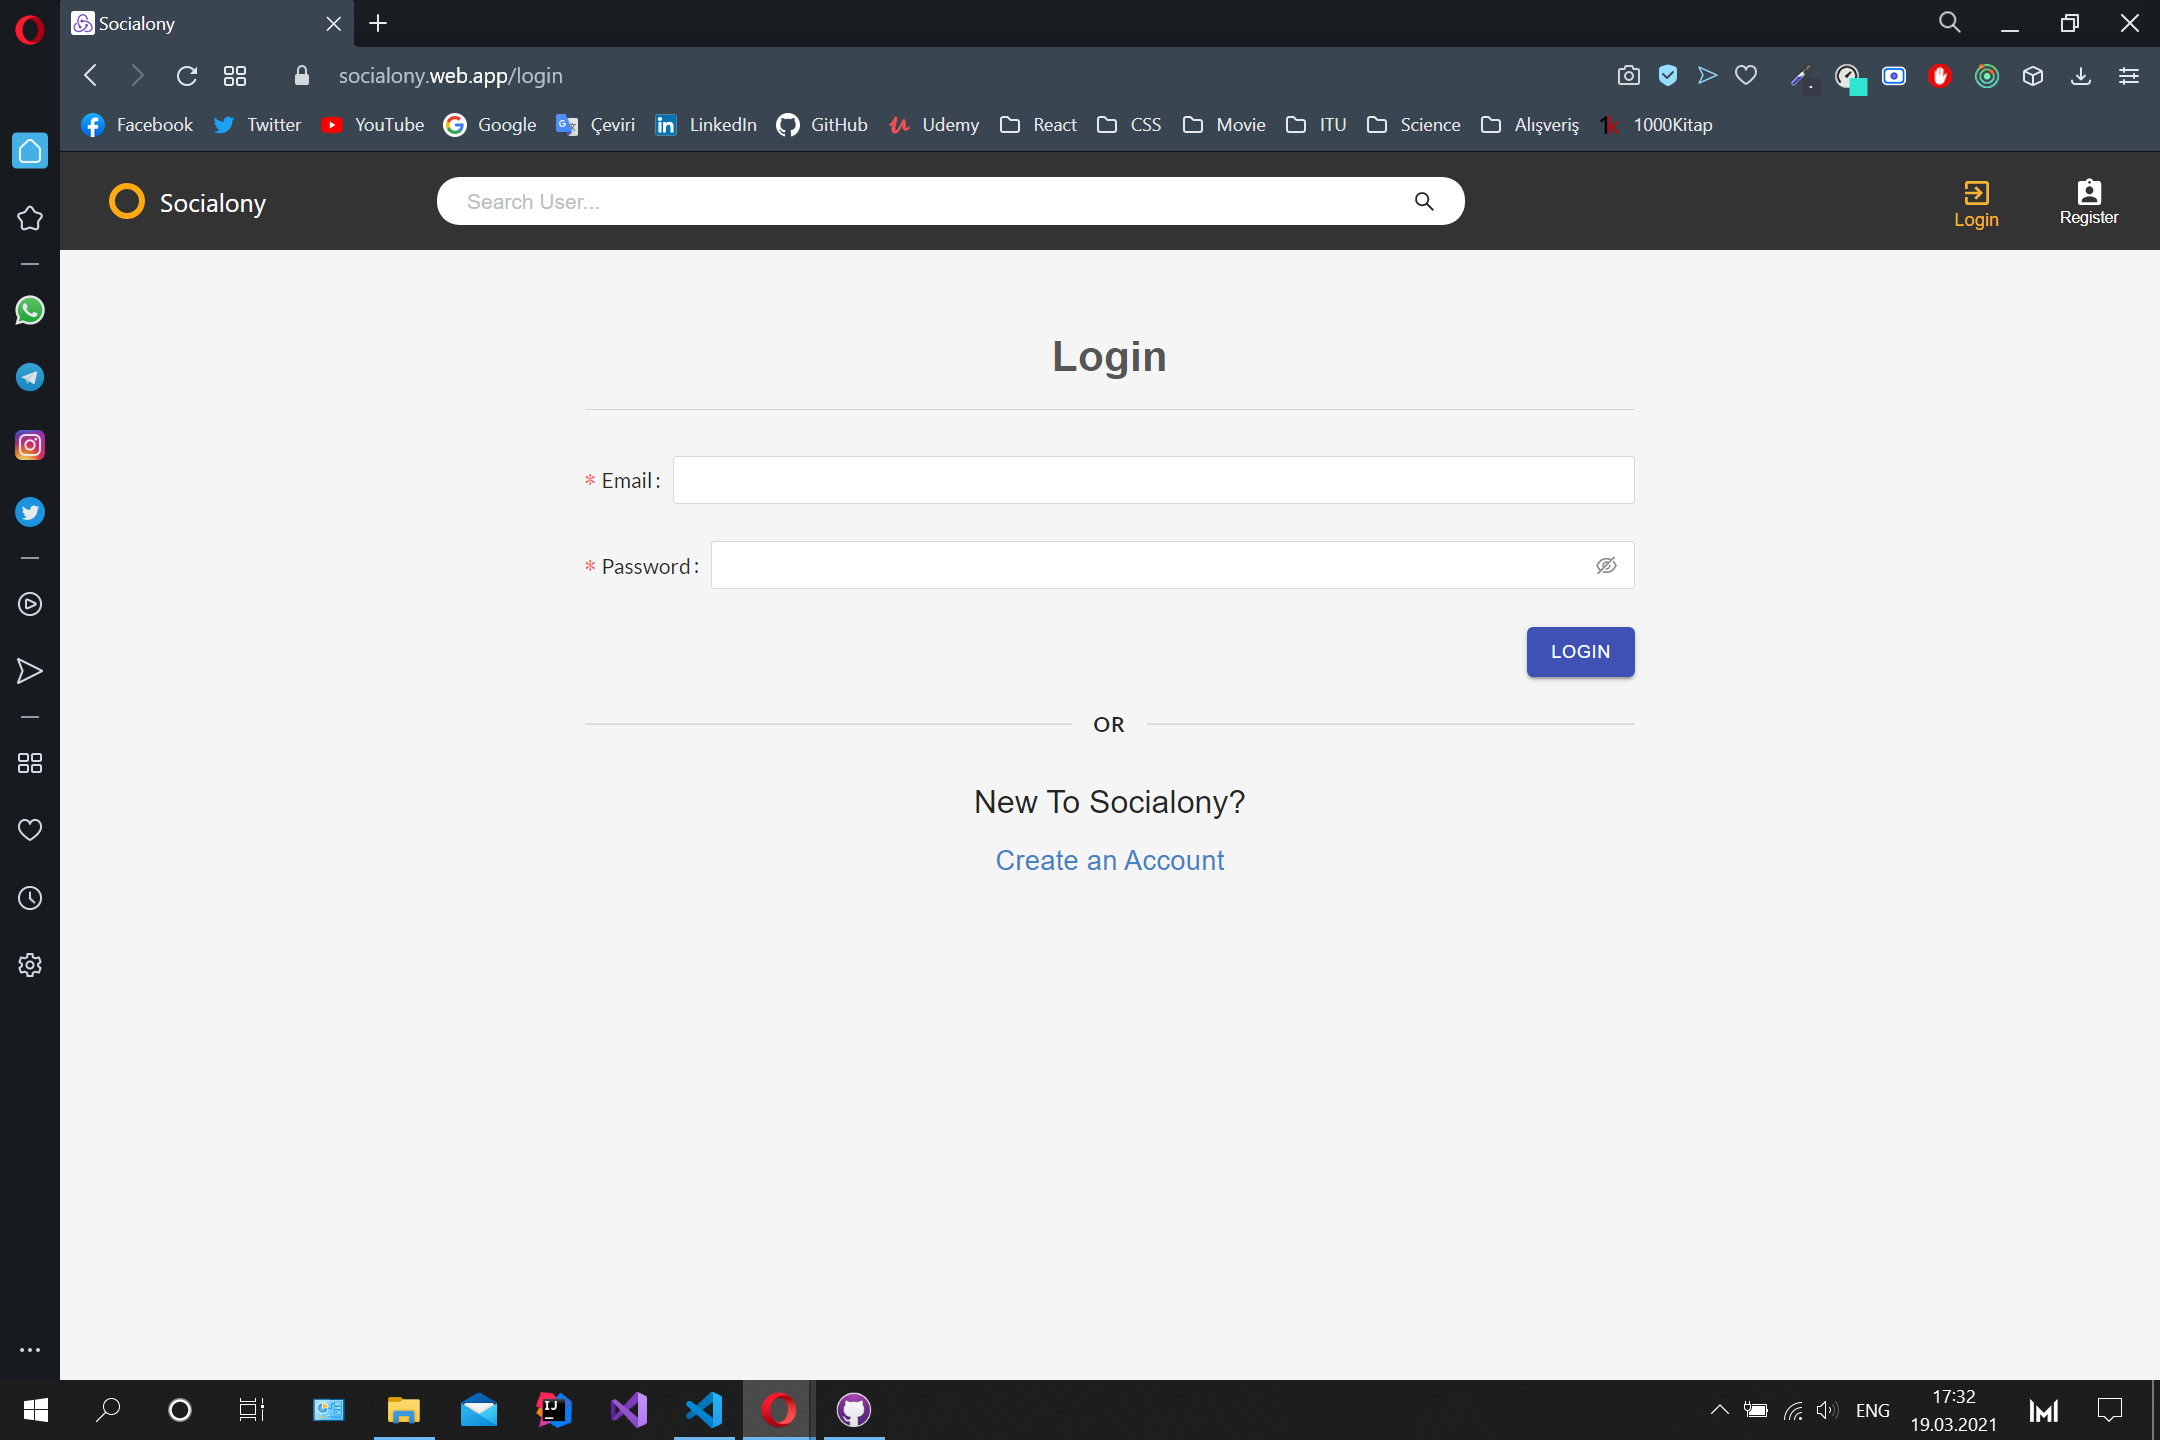 Socialony
socialony.web.app/login
Facebook Twitter YouTube Google Çeviri LinkedIn GitHub Udemy React CSS Movie ITU Science Alışveriş 1000Kitap
Socialony
Search User...
Login
Register
Login
* Email :
* Password :
LOGIN
OR
New To Socialony?
Create an Account
ENG
17:32
19.03.2021